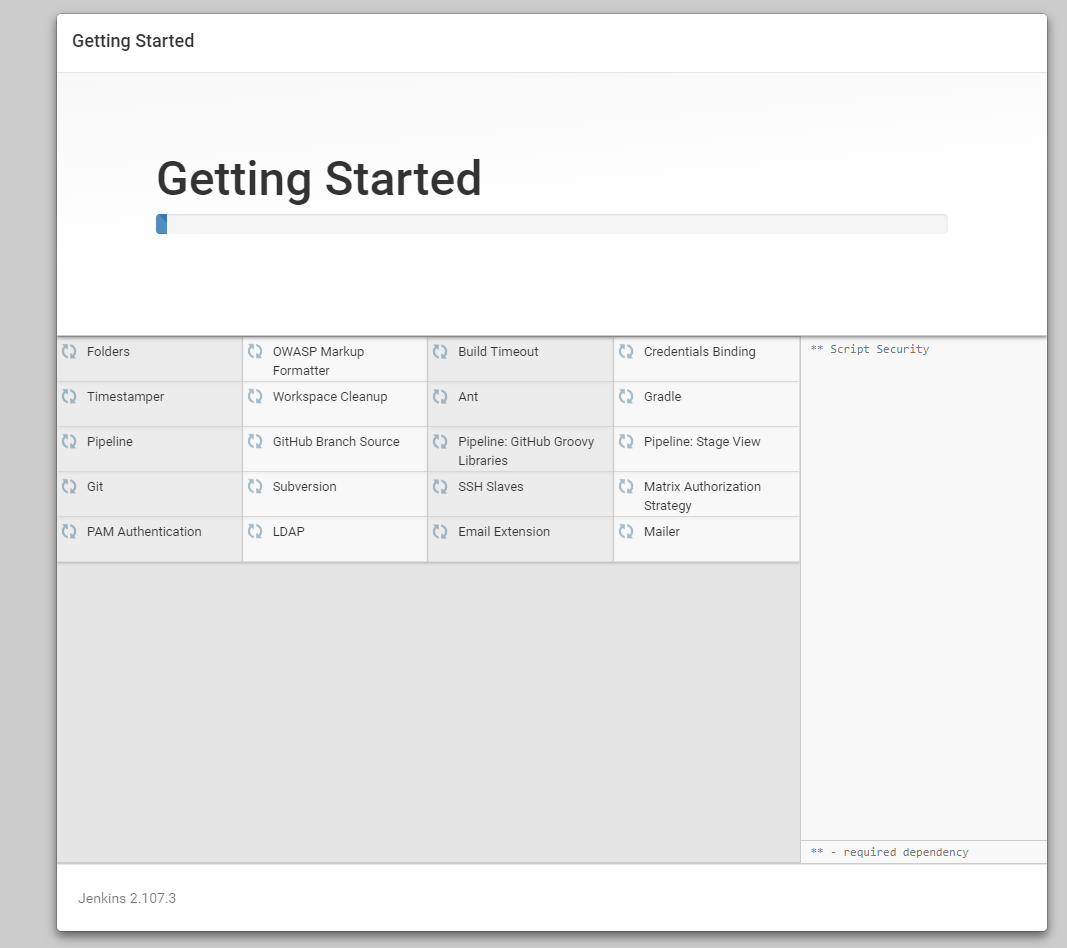 Getting Started
Getting Started
Folders
OWASP Markup
Formatter
Build Timeout
Credentials Binding
** Script Security
Timestamper
Workspace Cleanup
Ant
Gradle
Pipeline
GitHub Branch Source
Pipeline: GitHub Groovy
Libraries
Pipeline: Stage View
Git
Subversion
SSH Slaves
Matrix Authorization
Strategy
PAM Authentication
LDAP
Email Extension
Mailer
** - required dependency
Jenkins 2.107.3